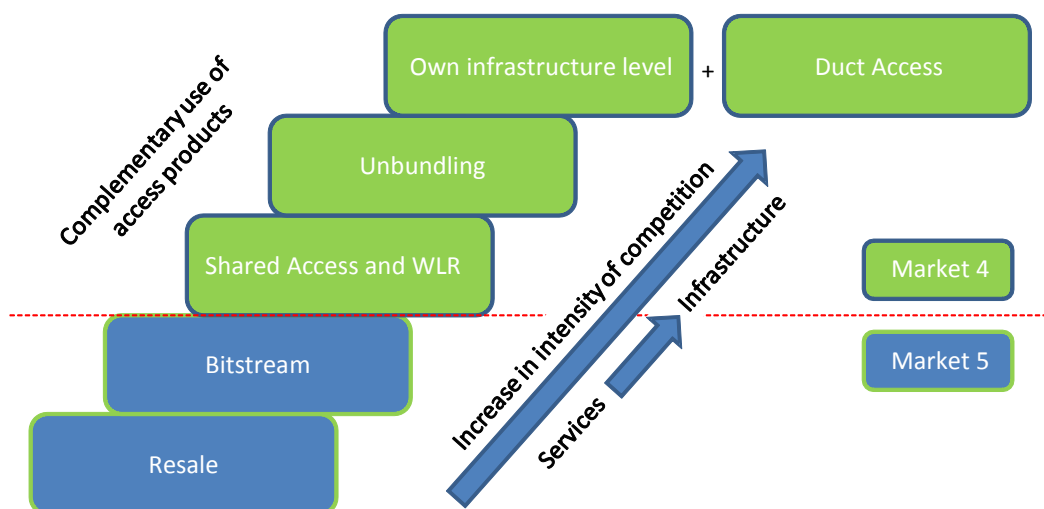 Complementary use of
access products
Own infrastructure level
+
Duct Access
Unbundling
Shared Access and WLR
Bitstream
Resale
Increase in intensity of competition
Services
Infrastructure
Market 4
Market 5